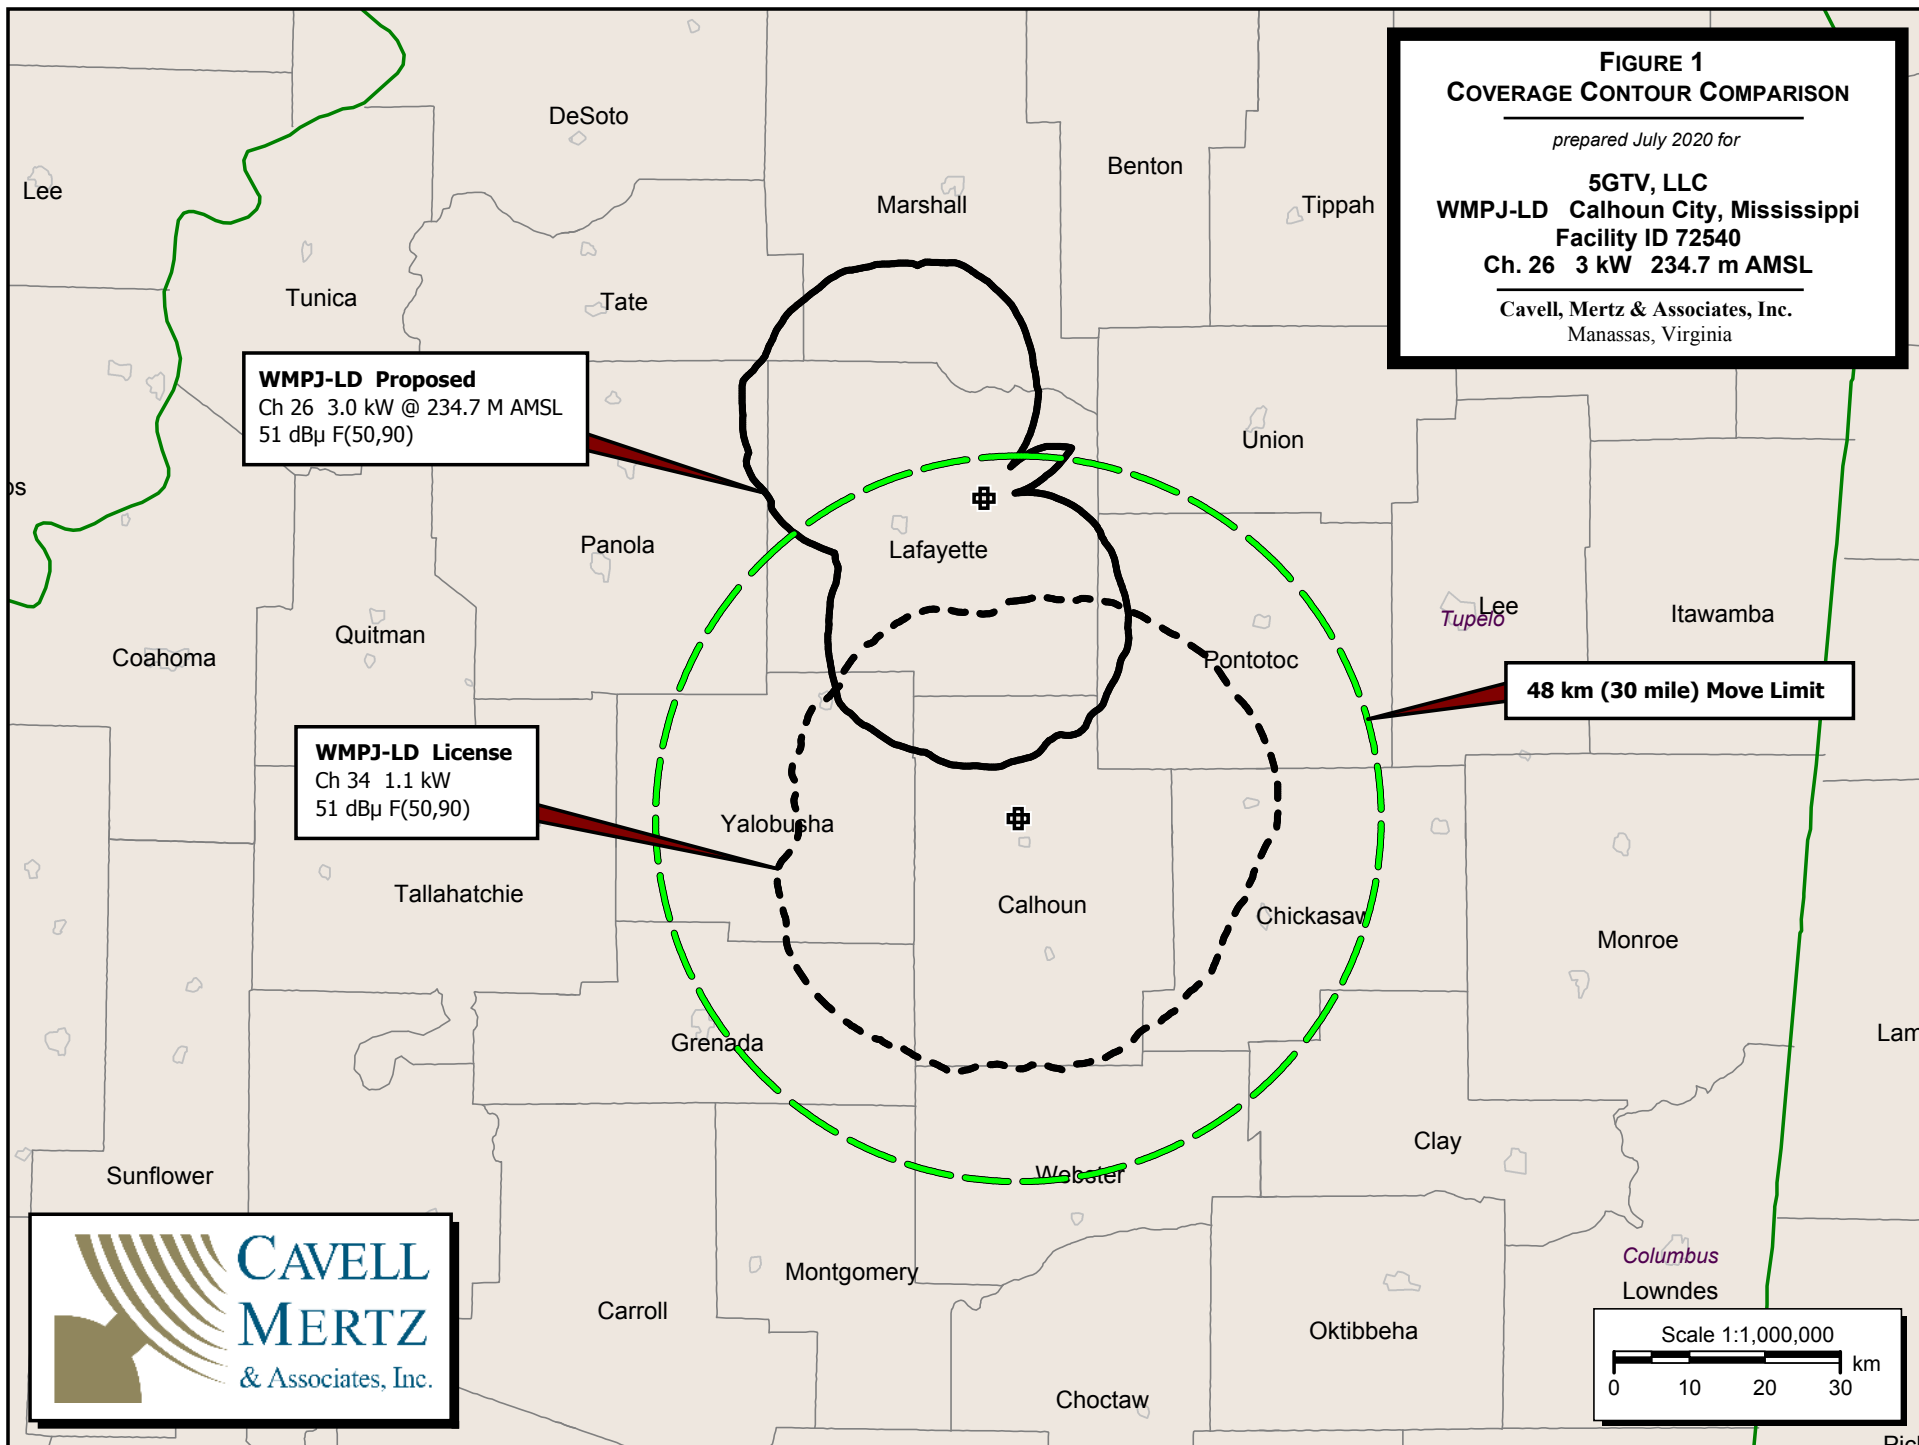 FIGURE 1
COVERAGE CONTOUR COMPARISON
prepared July 2020 for
5GTV, LLC
WMPJ-LD Calhoun City, Mississippi
Facility ID 72540
Ch. 26 3 kW 234.7 m AMSL
Cavell, Mertz & Associates, Inc.
Manassas, Virginia
DeSoto
Benton
Lee
Marshall
Tippah
Tunica
Tate
WMPJ-LD Proposed
Ch 26 3.0 kW @ 234.7 M AMSL
51 dBµ F(50,90)
Union
os
Panola
Lafayette
Lee
Tupelo
Itawamba
Quitman
Coahoma
Pontotoc
48 km (30 mile) Move Limit
WMPJ-LD License
Ch 34 1.1 kW
51 dBµ F(50,90)
Yalobusha
Tallahatchie
Calhoun
Chickasaw
Monroe
Grenada
Lam
Clay
Sunflower
Webster
CAVELL
MERTZ
& Associates, Inc.
Montgomery
Columbus
Lowndes
Carroll
Oktibbeha
Scale 1:1,000,000
km
0 10 20 30
Choctaw